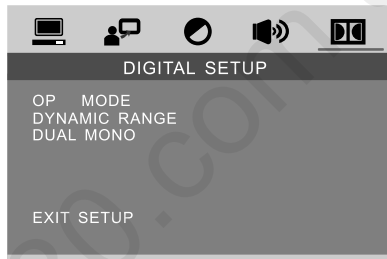 DIGITAL SETUP
OP MODE
DYNAMIC RANGE
DUAL MONO
EXIT SETUP